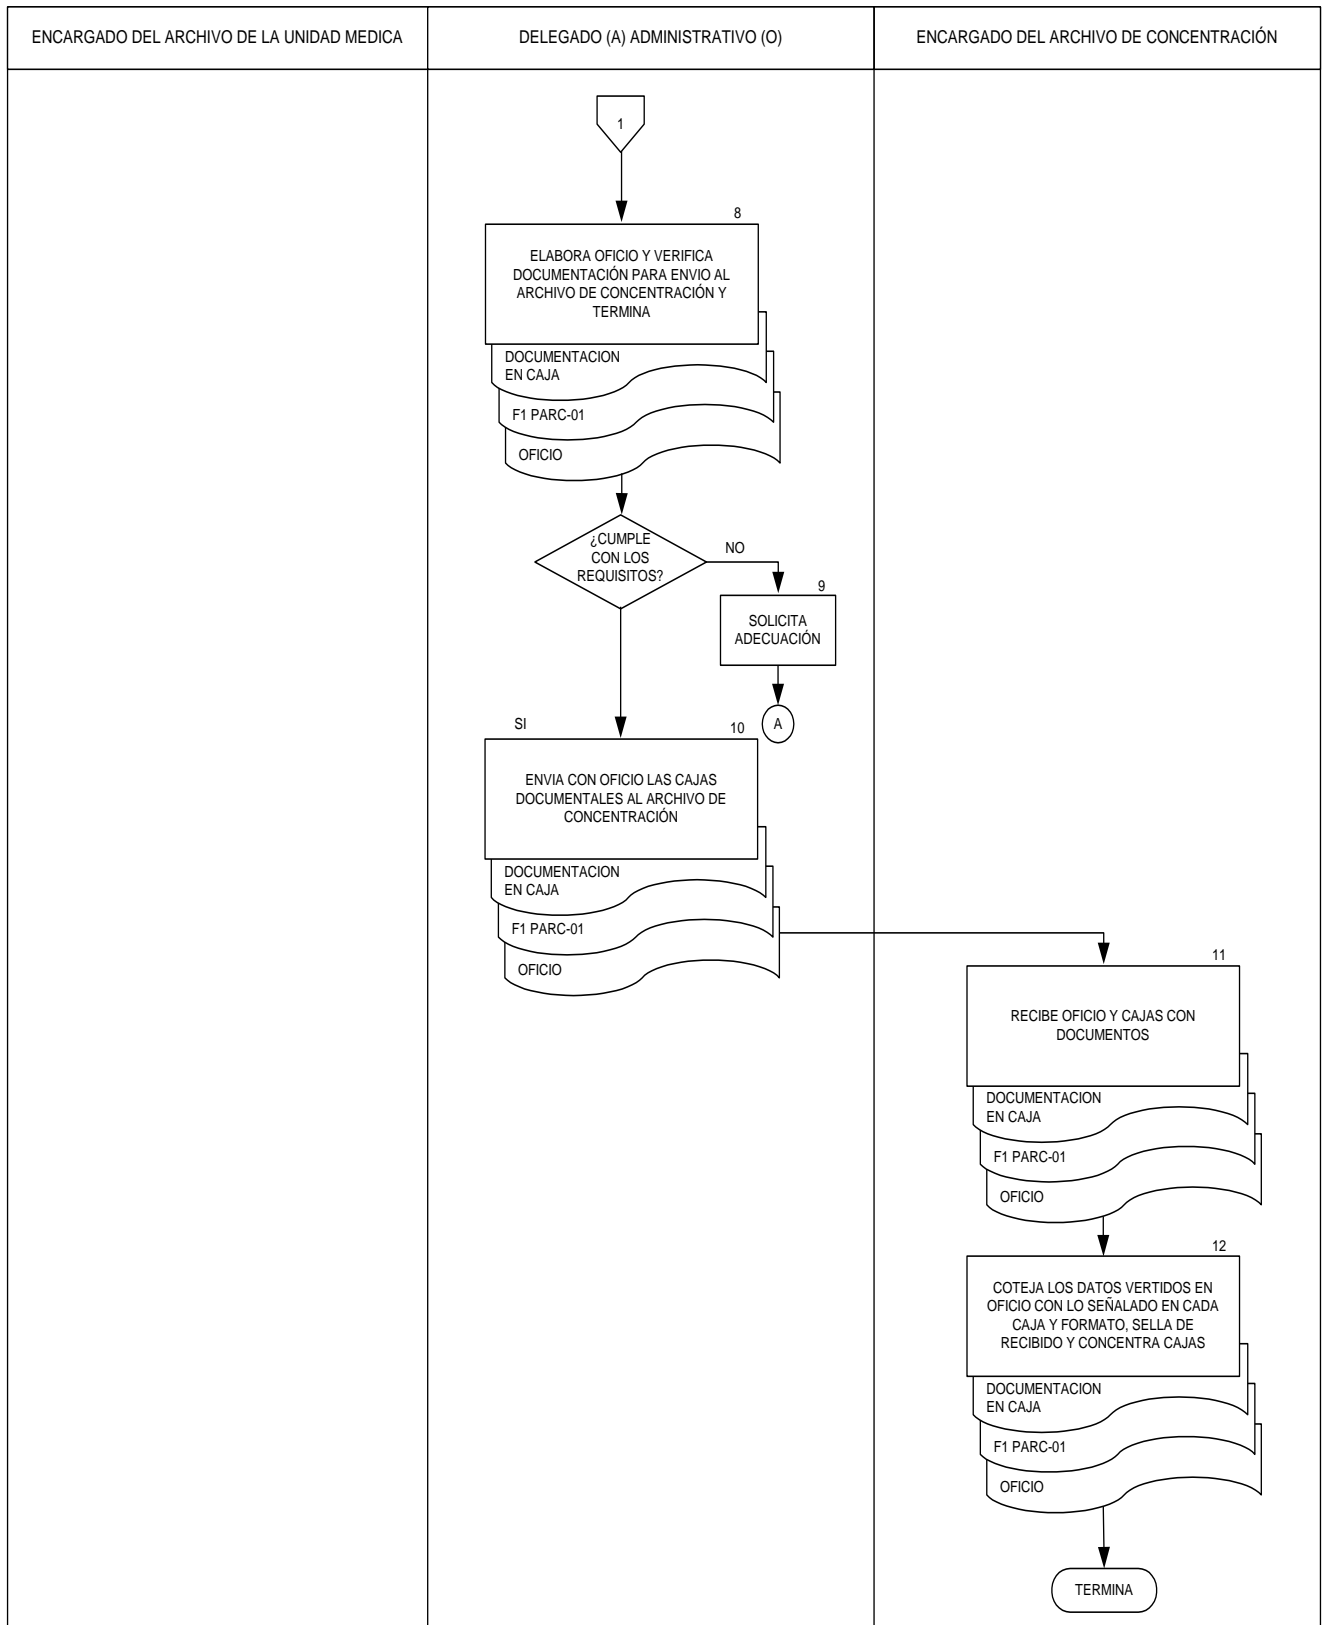 ENCARGADO DEL ARCHIVO DE LA UNIDAD MEDICA
DELEGADO (A) ADMINISTRATIVO (O)
ENCARGADO DEL ARCHIVO DE CONCENTRACIÓN
1
8
ELABORA OFICIO Y VERIFICA
DOCUMENTACIÓN PARA ENVIO AL
ARCHIVO DE CONCENTRACIÓN Y
TERMINA
DOCUMENTACION
EN CAJA
F1 PARC-01
OFICIO
¿CUMPLE
CON LOS
REQUISITOS?
NO
9
SOLICITA
ADECUACIÓN
A
SI
10
ENVIA CON OFICIO LAS CAJAS
DOCUMENTALES AL ARCHIVO DE
CONCENTRACIÓN
DOCUMENTACION
EN CAJA
F1 PARC-01
OFICIO
11
RECIBE OFICIO Y CAJAS CON
DOCUMENTOS
DOCUMENTACION
EN CAJA
F1 PARC-01
OFICIO
12
COTEJA LOS DATOS VERTIDOS EN
OFICIO CON LO SEÑALADO EN CADA
CAJA Y FORMATO, SELLA DE
RECIBIDO Y CONCENTRA CAJAS
DOCUMENTACION
EN CAJA
F1 PARC-01
OFICIO
TERMINA